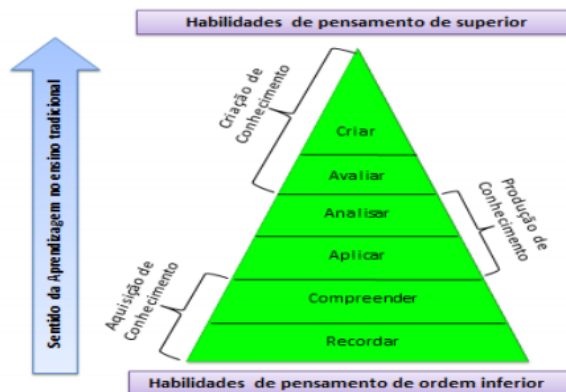 Habilidades de pensamento de superior
Sentido da Aprendizagem no ensino tradicional
Criação de
Conhecimento
Criar
Avaliar
Analisar
Produção de
Conhecimento
Aplicar
Aquisição de
Conhecimento
Compreender
Recordar
Habilidades de pensamento de ordem inferior